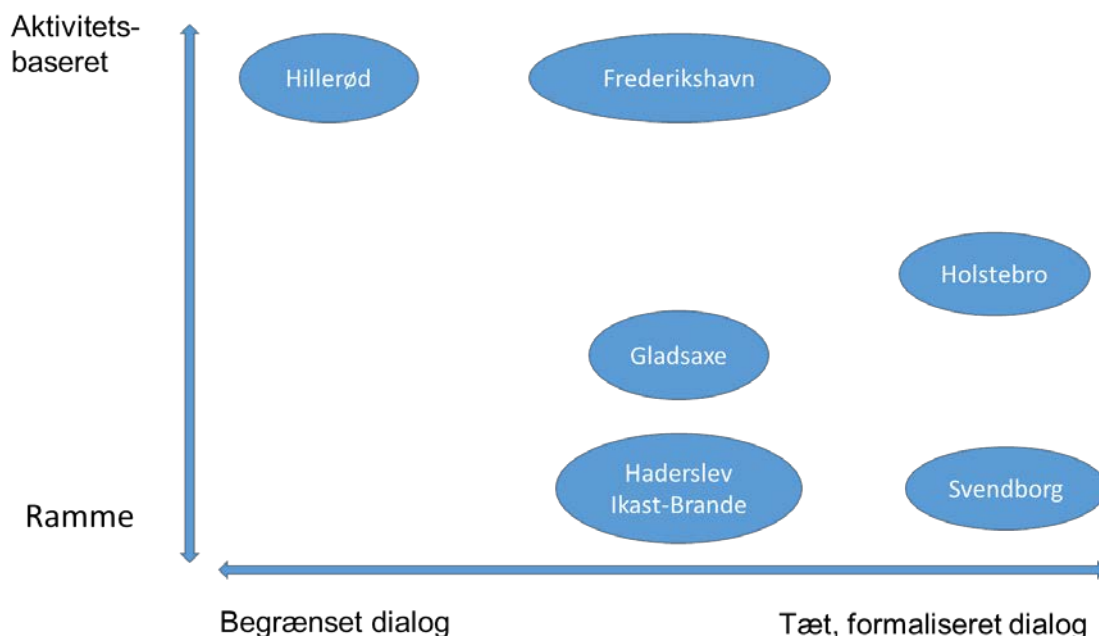 Aktivitets-
baseret
Hillerød
Frederikshavn
Holstebro
Gladsaxe
Haderslev
Ikast-Brande
Svendborg
Ramme
Begrænset dialog
Tæt, formaliseret dialog